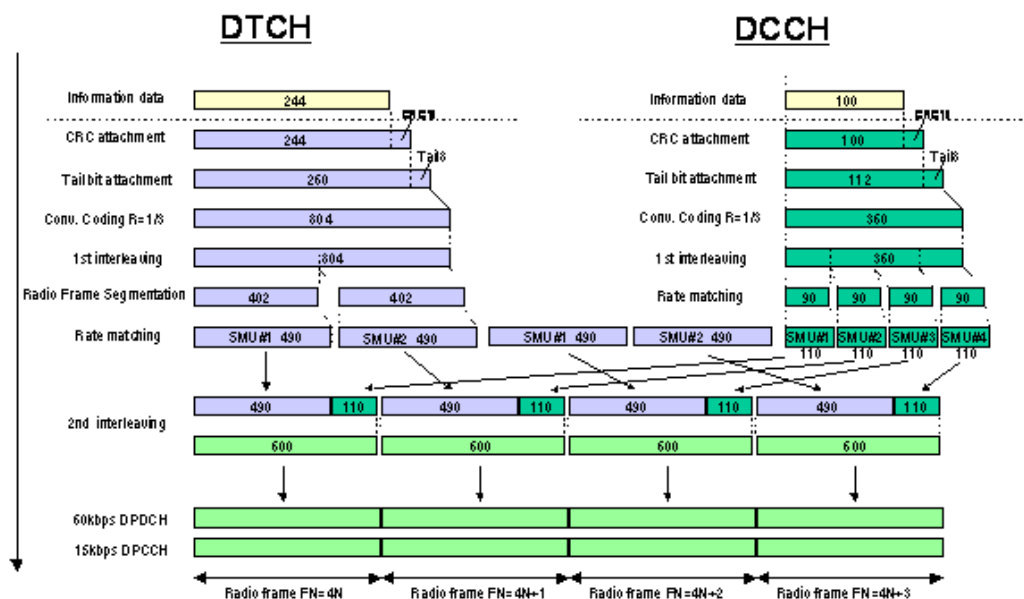 DTCH DCCH
Information data 244 Information data 100
CRC attachment 244 CRC attachment 100
Tail8 Tail8
Tail bit attachment 260 Tail bit attachment 112
Conv. Coding R=1/3 804 Conv. Coding R=1/3 360
1st interleaving 804 1st interleaving 360
Radio Frame Segmentation 402 402 Rate matching 90 90 90 90
Rate matching SMU#1 490 SMU#2 490 SMU#1 490 SMU#2 490 SMU#1 SMU#2 SMU#3 SMU#4
110 110 110 110
490 110 490 110 490 110 490 110
2nd interleaving
600 600 600 600
60kbps DPDCH
15kbps DPCCH
Radio frame FN=4N Radio frame FN=4N+1 Radio frame FN=4N+2 Radio frame FN=4N+3